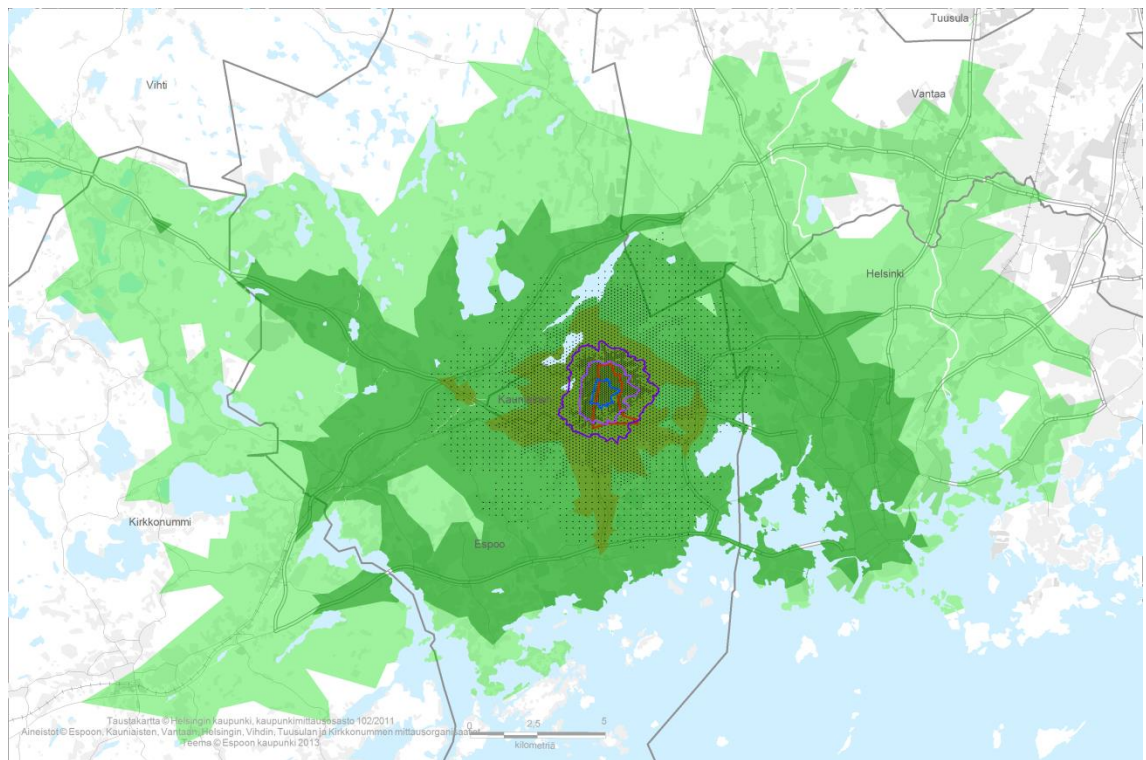 Tuusula
Vihti
Vantaa
Helsinki
Kauniainen
Kirkkonummi
Espoo
Taustakartta © Helsingin kaupunki, kaupunkimittausosasto 102/2011
Aineistot © Espoon, Kauniaisten, Vantaan, Helsingin, Vihdin, Tuusulan ja Kirkkonummen mittausorganisaatiot
Teema © Espoon kaupunki 2013
0 2,5 5
kilometriä